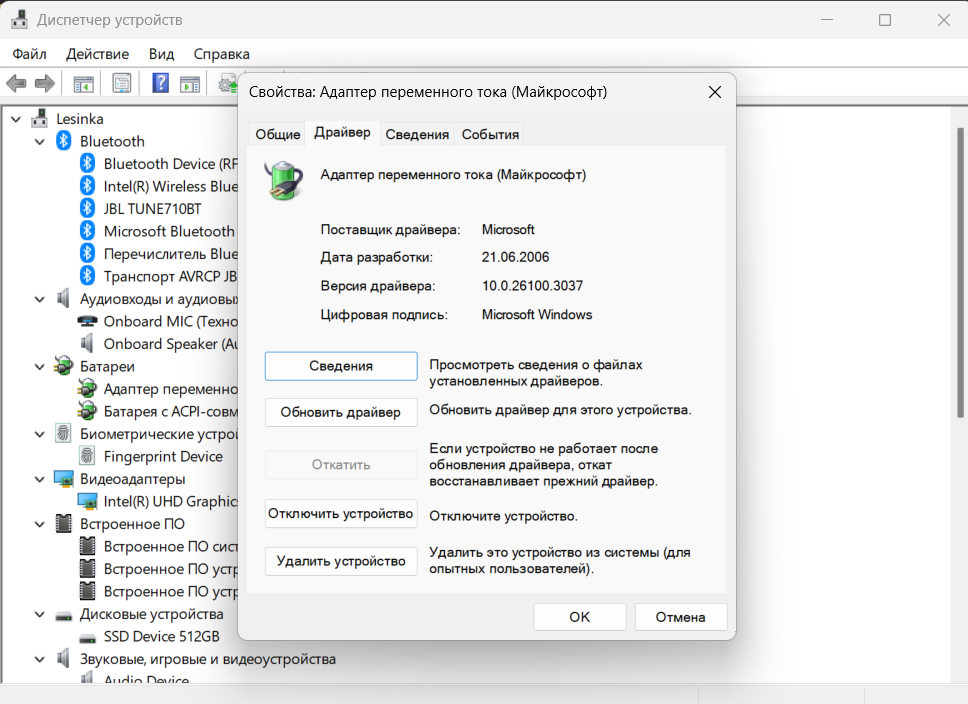 Диспетчер устройств
Файл Действие Вид Справка
Lesinka
Bluetooth
Bluetooth Device (RF
Intel(R) Wireless Blue
JBL TUNE710BT
Microsoft Bluetooth
Перечислитель Blue
Транспорт AVRCP JB
Аудиовходы и аудиовых
Onboard MIC (Техно
Onboard Speaker (Au
Батареи
Адаптер переменно
Батарея с ACPI-совм
Биометрические устрой
Fingerprint Device
Видеоадаптеры
Intel(R) UHD Graphics
Встроенное ПО
Встроенное ПО сист
Встроенное ПО устр
Встроенное ПО устр
Дисковые устройства
SSD Device 512GB
Звуковые, игровые и видеоустройства
Audio Device
Свойства: Адаптер переменного тока (Майкрософт)
Общие Драйвер Сведения События
Адаптер переменного тока (Майкрософт)
Поставщик драйвера: Microsoft
Дата разработки: 21.06.2006
Версия драйвера: 10.0.26100.3037
Цифровая подпись: Microsoft Windows
Сведения
Просмотреть сведения о файлах
установленных драйверов.
Обновить драйвер
Обновить драйвер для этого устройства.
Откатить
Если устройство не работает после
обновления драйвера, откат
восстанавливает прежний драйвер.
Отключить устройство
Отключите устройство.
Удалить устройство
Удалить это устройство из системы (для
опытных пользователей).
ОК Отмена